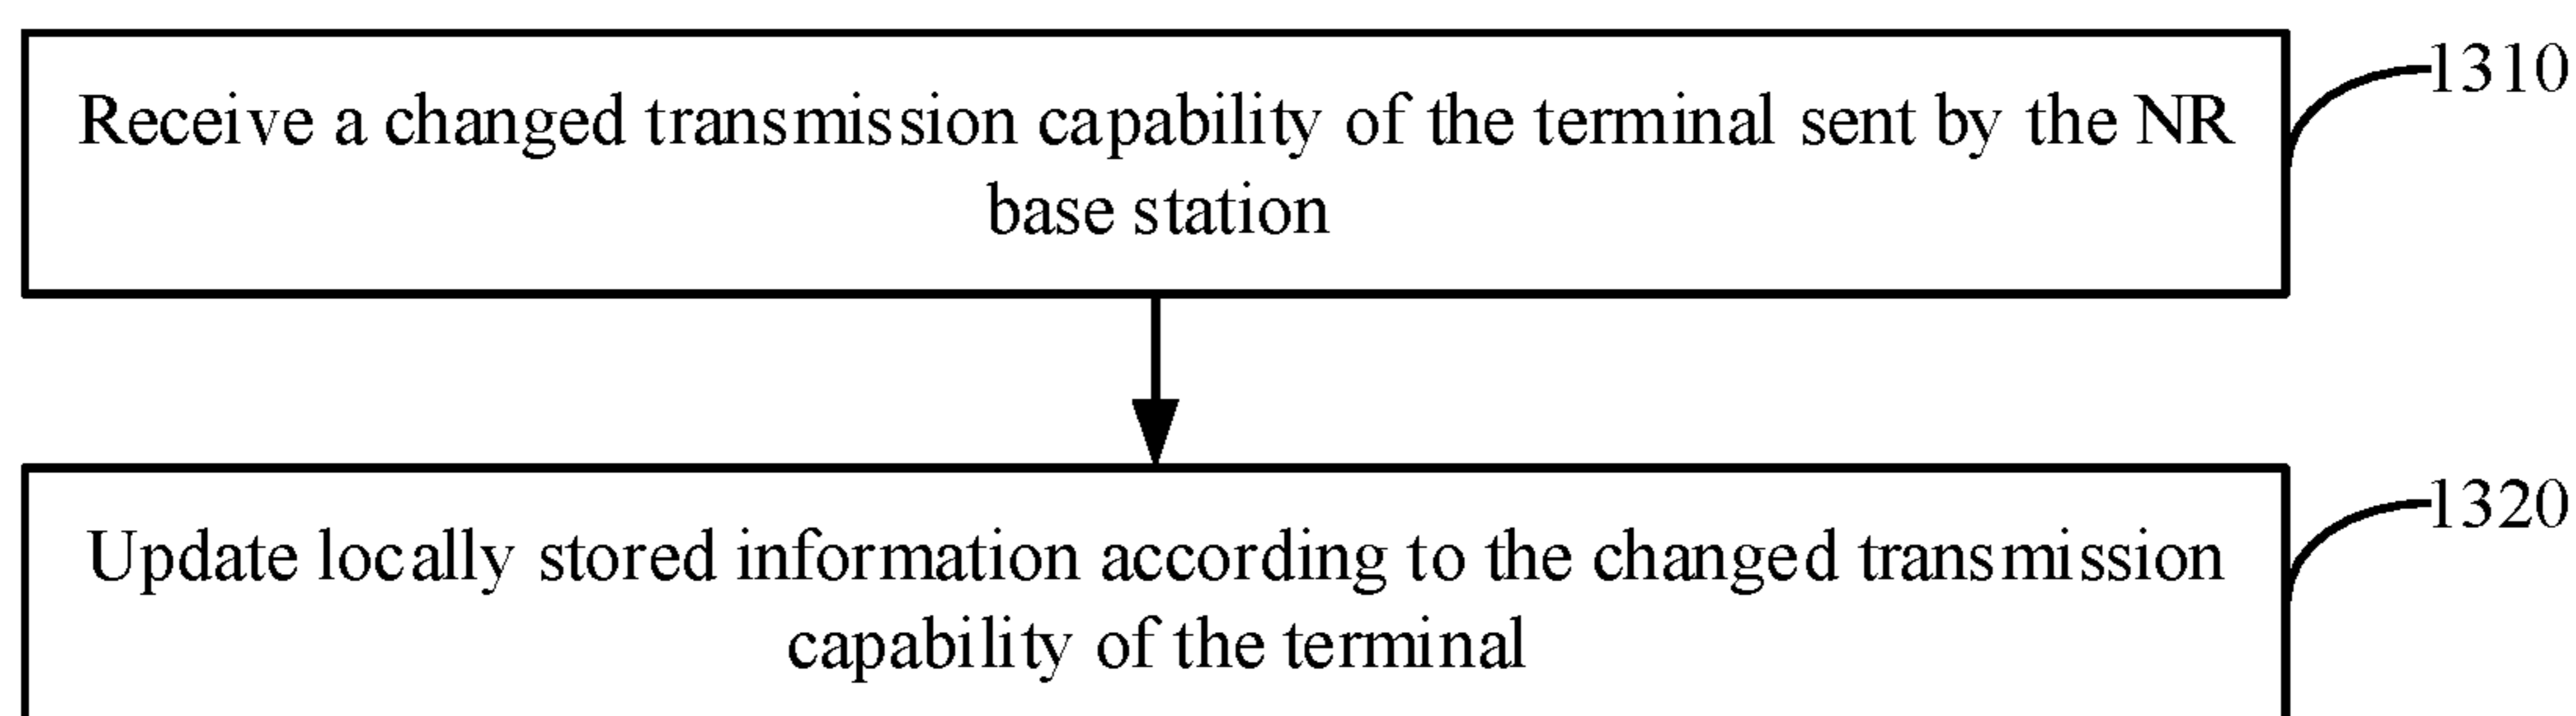 Receive a changed transmission capability of the terminal sent by the NR
base station
1310
Update locally stored information according to the changed transmission
capability of the terminal
1320